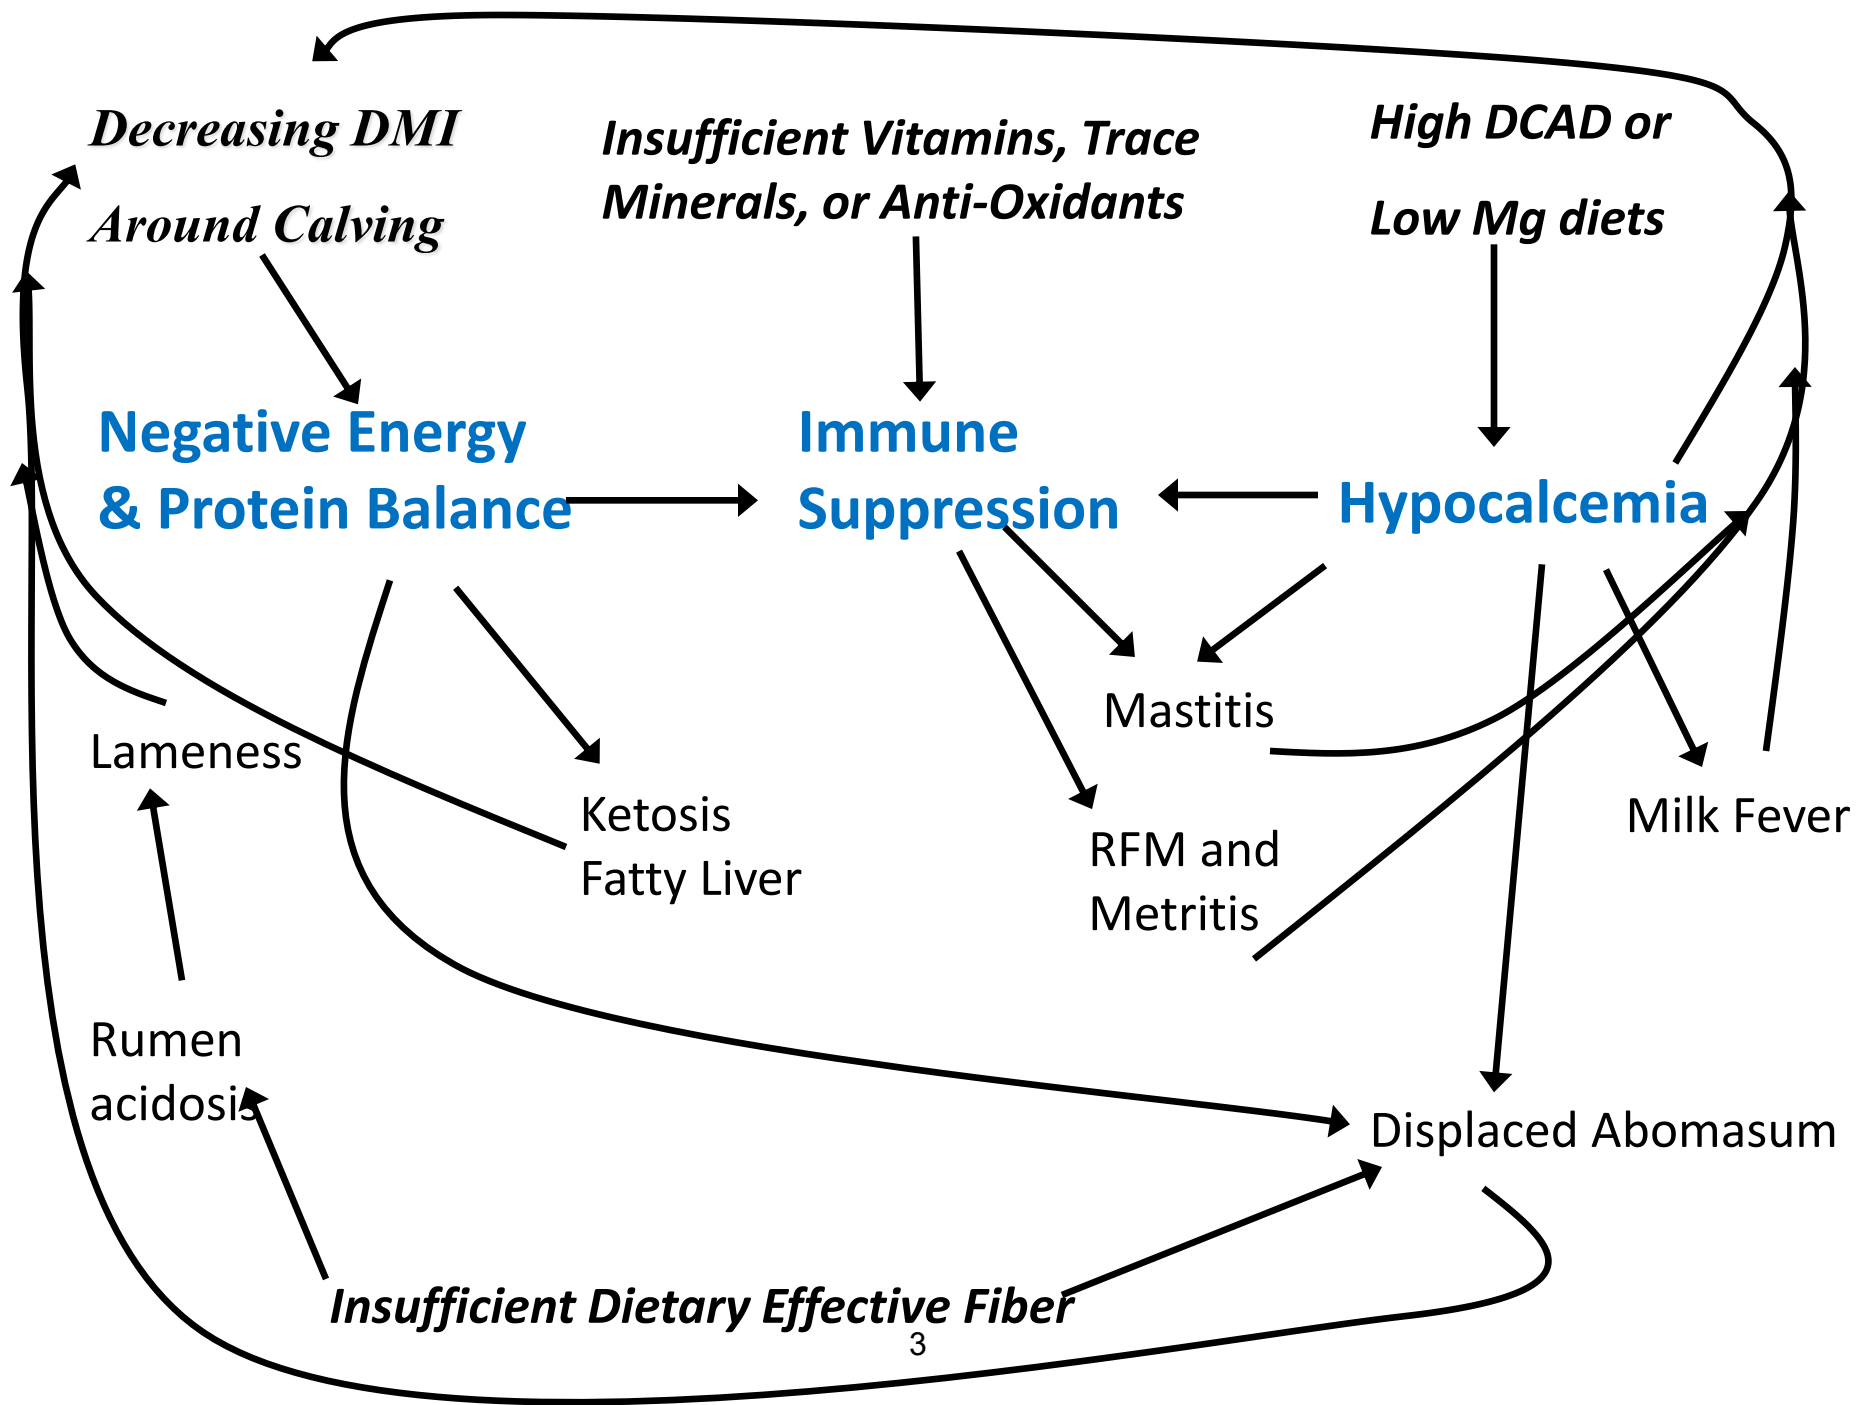 Decreasing DMI
Around Calving
Insufficient Vitamins, Trace
Minerals, or Anti-Oxidants
High DCAD or
Low Mg diets
Negative Energy
& Protein Balance
Immune
Suppression
Hypocalcemia
Lameness
Ketosis
Fatty Liver
Mastitis
RFM and
Metritis
Milk Fever
Rumen
acidosis
Displaced Abomasum
Insufficient Dietary Effective Fiber
3